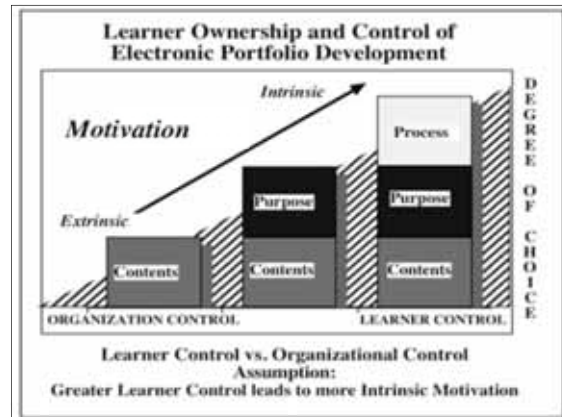 Learner Ownership and Control of
Electronic Portfolio Development
Intrinsic
Motivation
Process
Extrinsic
Purpose
Purpose
Contents
Contents
Contents
ORGANIZATION CONTROL
LEARNER CONTROL
DEGREE OF CHOICE
Learner Control vs. Organizational Control
Assumption:
Greater Learner Control leads to more Intrinsic Motivation